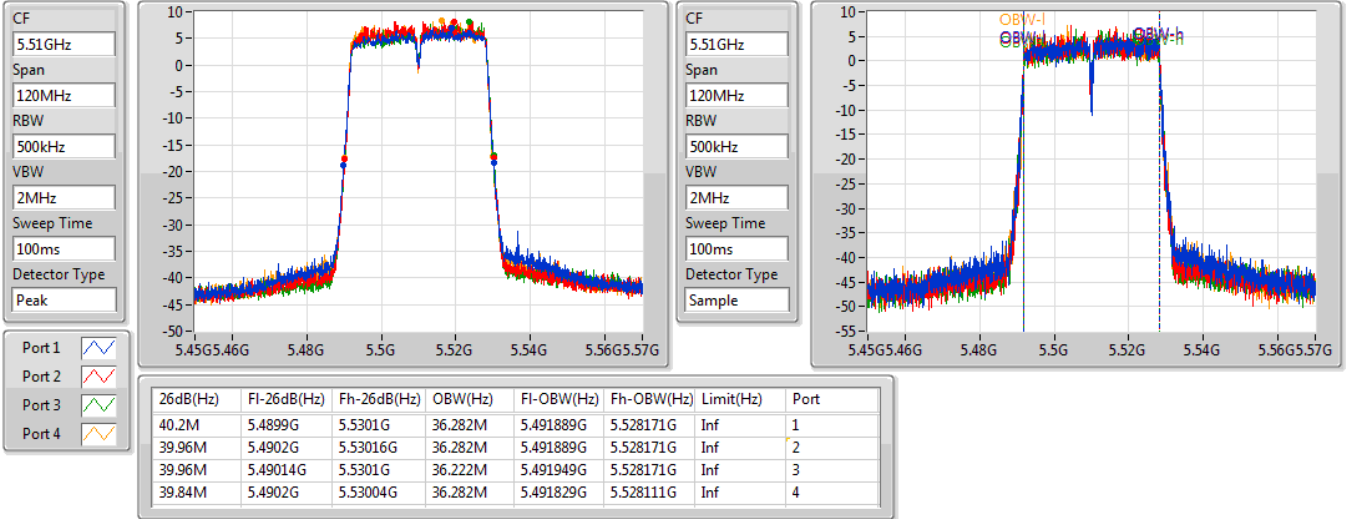 CF
5.51GHz
Span
120MHz
RBW
500kHz
VBW
2MHz
Sweep Time
100ms
Detector Type
Peak
10
5
0
-5
-10
-15
-20
-25
-30
-35
-40
-45
-50
5.45G 5.46G 5.48G 5.5G 5.52G 5.54G 5.56G 5.57G
CF
5.51GHz
Span
120MHz
RBW
500kHz
VBW
2MHz
Sweep Time
100ms
Detector Type
Sample
10
5
0
-5
-10
-15
-20
-25
-30
-35
-40
-45
-50
-55
OBW-l
OBW-h
5.45G 5.46G 5.48G 5.5G 5.52G 5.54G 5.56G 5.57G
Port 1
Port 2
Port 3
Port 4
26dB(Hz) Fl-26dB(Hz) Fh-26dB(Hz) OBW(Hz) Fl-OBW(Hz) Fh-OBW(Hz) Limit(Hz) Port
40.2M 5.4899G 5.5301G 36.282M 5.491889G 5.528171G Inf 1
39.96M 5.4902G 5.53016G 36.282M 5.491889G 5.528171G Inf 2
39.96M 5.49014G 5.5301G 36.222M 5.491949G 5.528171G Inf 3
39.84M 5.4902G 5.53004G 36.282M 5.491829G 5.528111G Inf 4